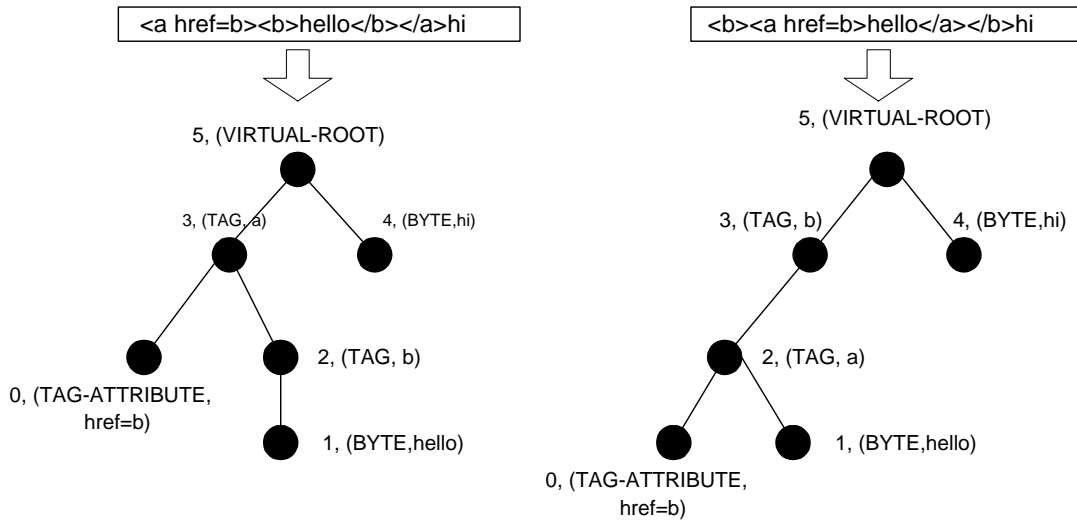 <a href=b><b>hello</b></a>hi
5, (VIRTUAL-ROOT)
3, (TAG, a)
4, (BYTE,hi)
2, (TAG, b)
0, (TAG-ATTRIBUTE,
href=b)
1, (BYTE,hello)
<b><a href=b>hello</a></b>hi
5, (VIRTUAL-ROOT)
3, (TAG, b)
4, (BYTE,hi)
2, (TAG, a)
1, (BYTE,hello)
0, (TAG-ATTRIBUTE,
href=b)